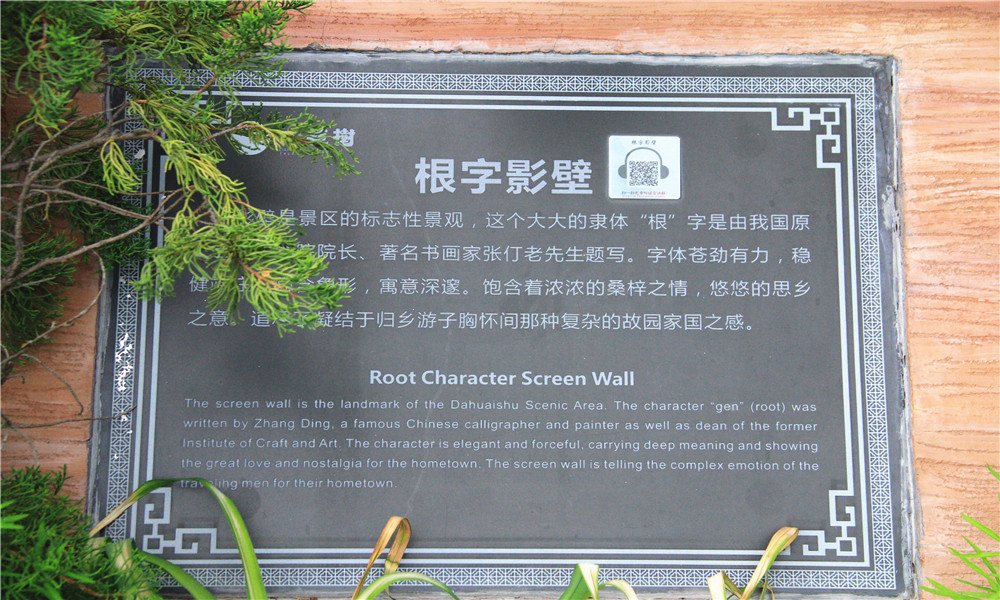 樹
根字影壁
根字影壁
壁是景区的标志性景观，这个大大的隶体“根”字是由我国原
院长、著名书画家张仃老先生题写。字体苍劲有力，稳
健 形，寓意深邃。饱含着浓浓的桑梓之情，悠悠的思乡
之意。道 凝结于归乡游子胸怀间那种复杂的故园家国之感。
Root Character Screen Wall
The screen wall is the landmark of the Dahuaishu Scenic Area. The character “gen” (root) was
written by Zhang Ding, a famous Chinese calligrapher and painter as well as dean of the former
Institute of Craft and Art. The character is elegant and forceful, carrying deep meaning and showing
the great love and nostalgia for the hometown. The screen wall is telling the complex emotion of the
traveling men for their hometown.